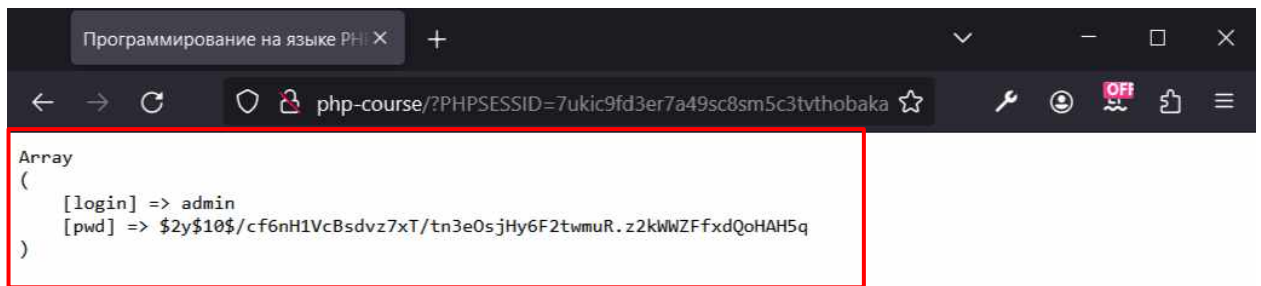 Программирование на языке PH
php-course/?PHPSESSID=7ukic9fd3er7a49sc8sm5c3tvthobaka
OFF
Array
(
[login] => admin
[pwd] => $2y$10$/cf6nH1VcBsdvz7xT/tn3eOsjHy6F2twmuR.z2kWWZFfxdQoHAH5q
)